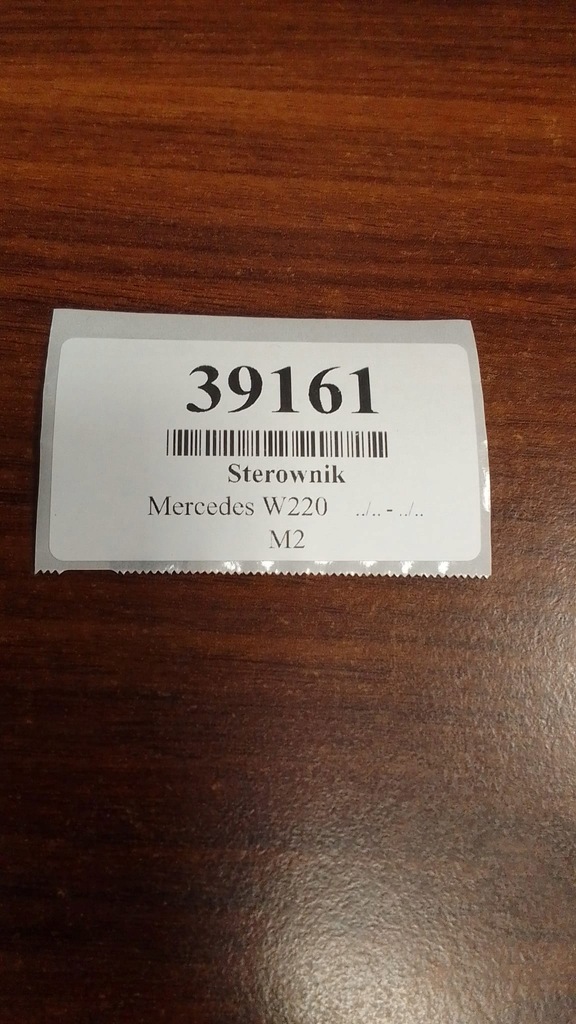 39161
Sterownik
Mercedes W220 ../.. - ../..
M2